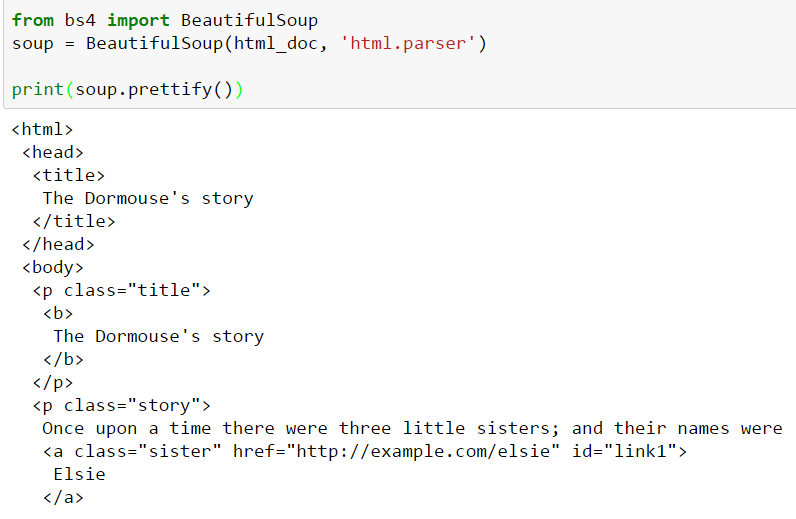 from bs4 import BeautifulSoup
soup = BeautifulSoup(html_doc, 'html.parser')

print(soup.prettify())
<html>
 <head>
  <title>
   The Dormouse's story
  </title>
 </head>
 <body>
  <p class="title">
   <b>
    The Dormouse's story
   </b>
  </p>
  <p class="story">
   Once upon a time there were three little sisters; and their names were
   <a class="sister" href="http://example.com/elsie" id="link1">
    Elsie
   </a>